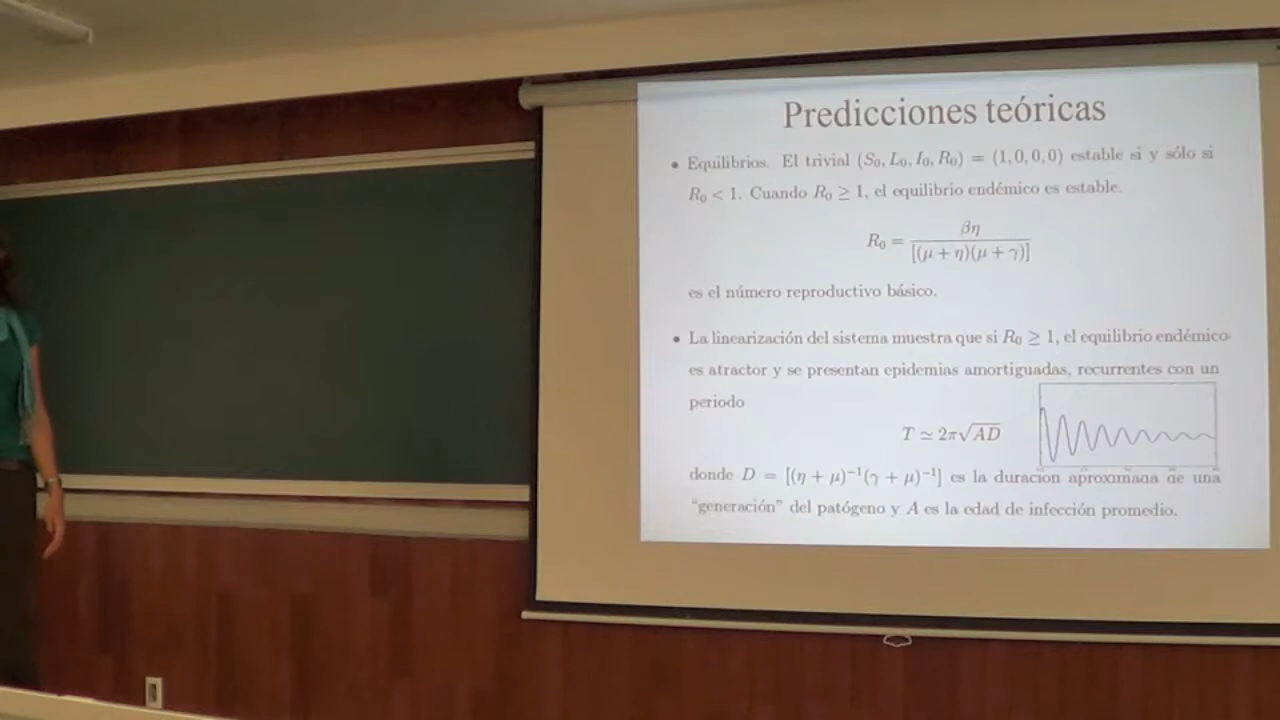 Predicciones teóricas
• Equilibrios. El trivial (S₀, L₀, I₀, R₀) = (1, 0, 0, 0) estable si y sólo si
R₀ < 1. Cuando R₀ ≥ 1, el equilibrio endémico es estable.
R₀ = βη / [(μ + η)(μ + γ)]
es el número reproductivo básico.
• La linearización del sistema muestra que si R₀ ≥ 1, el equilibrio endémico
es atractor y se presentan epidemias amortiguadas, recurrentes con un
periodo
T ≃ 2π√AD
donde D = [(η + μ)⁻¹(γ + μ)⁻¹] es la duración aproximada de una
“generación” del patógeno y A es la edad de infección promedio.